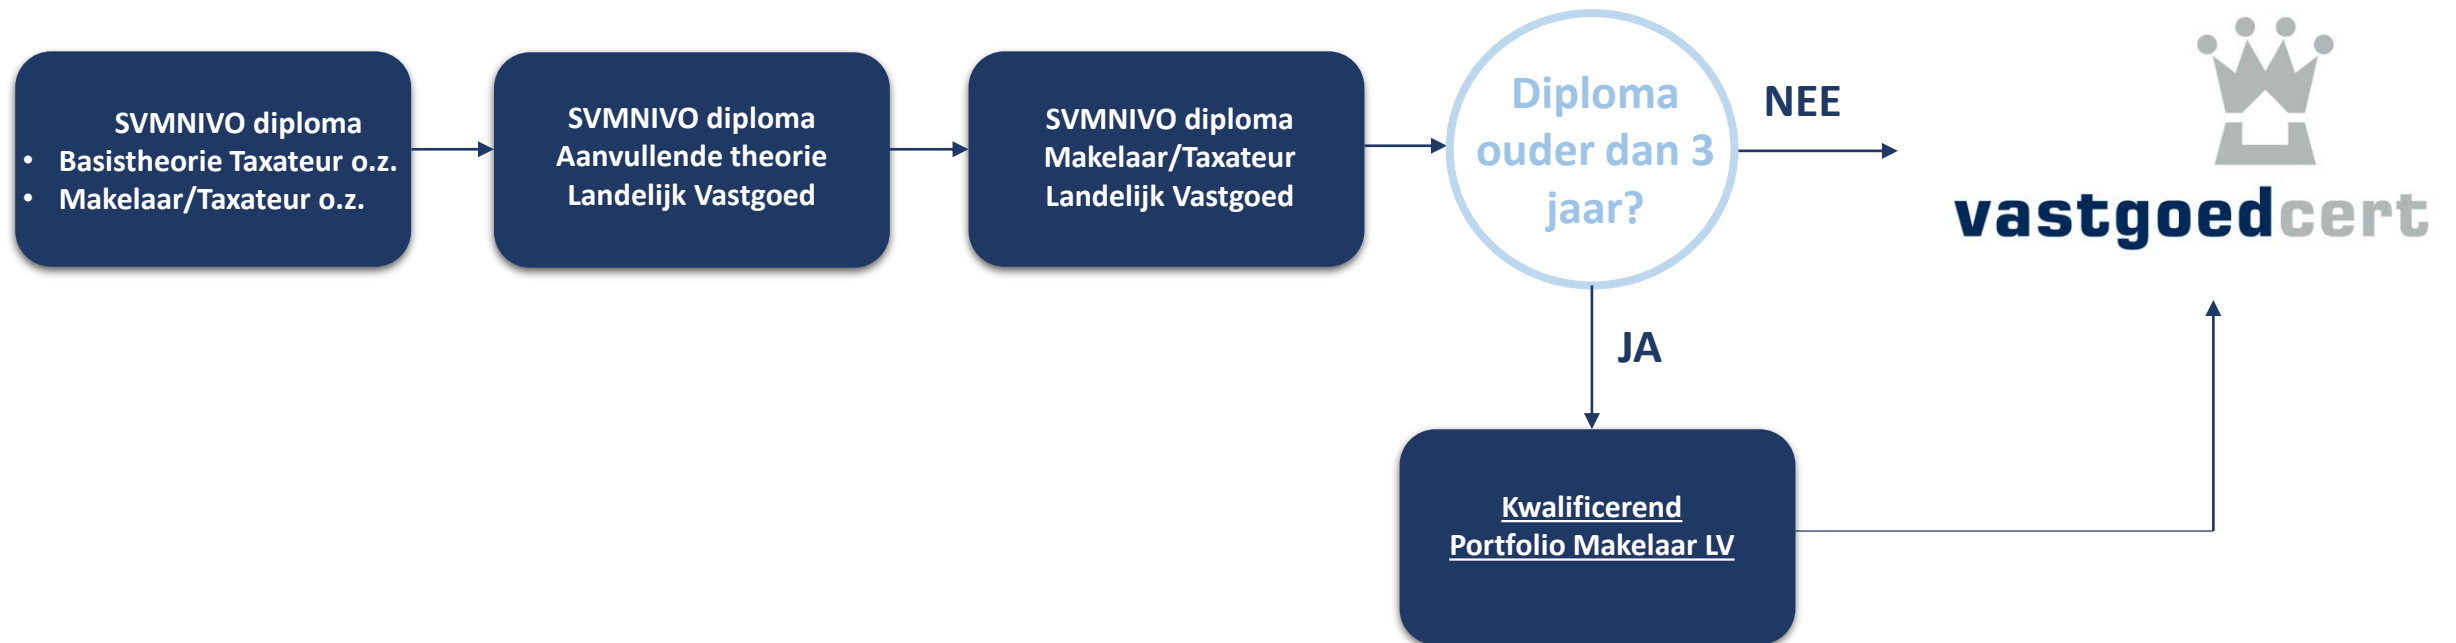 SVMNIVO diploma
• Basistheorie Taxateur o.z.
• Makelaar/Taxateur o.z.
SVMNIVO diploma
Aanvullende theorie
Landelijk Vastgoed
SVMNIVO diploma
Makelaar/Taxateur
Landelijk Vastgoed
Diploma
ouder dan 3
jaar?
NEE
vastgoedcert
JA
Kwalificerend
Portfolio Makelaar LV